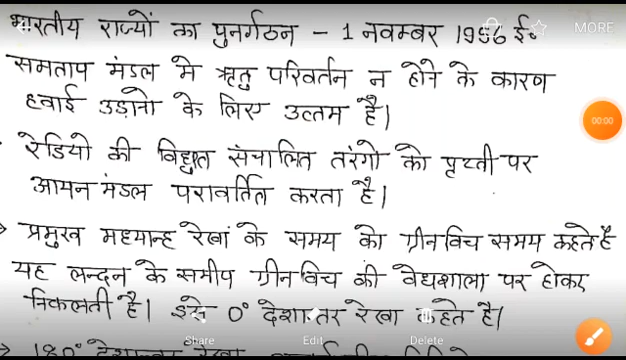 भारतीय राज्यों का पुनर्गठन - 1 नवम्बर 1956 ई॰
MORE
समताप मंडल मे ऋतु परिवर्तन न होने के कारण
हवाई उड़ानो के लिए उत्तम है।
00:00
रेडियो की विद्युत संचालित तरंगो को पृथ्वी पर
आयन मंडल परावर्तित करता है।
प्रमुख मध्यान्ह रेखा के समय को ग्रीनविच समय कहते है
यह लन्दन के समीप ग्रीनविच की वेधशाला पर होकर
निकलती है। इसे 0° देशान्तर रेखा कहते है।
Share Edit Delete
180° देशान्तर रेखा